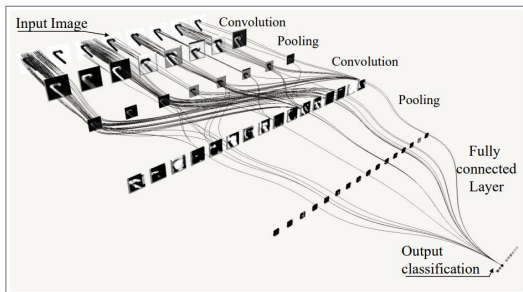 Input Image
Convolution
Pooling
Convolution
Pooling
Fully
connected
Layer
Output
classification